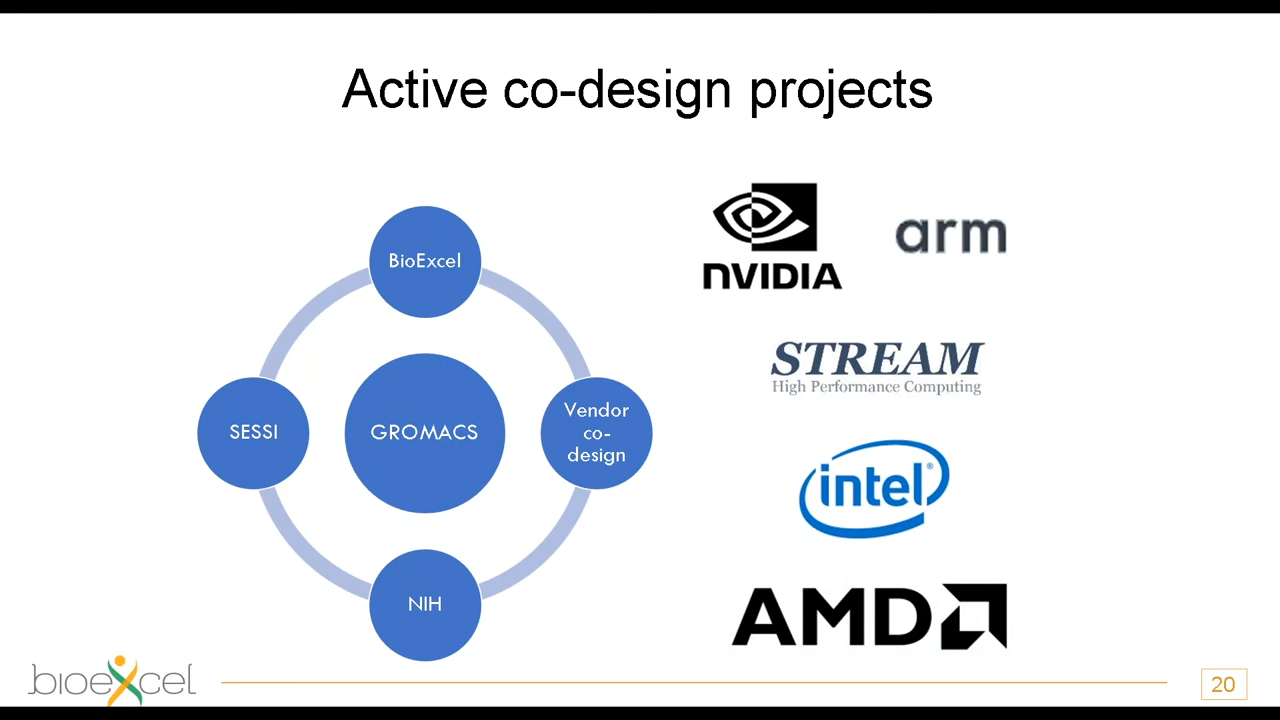 Active co-design projects
BioExcel
SESSI
GROMACS
Vendor
co-
design
NIH
NVIDIA
arm
STREAM
High Performance Computing
intel®
AMD
bioexcel
20